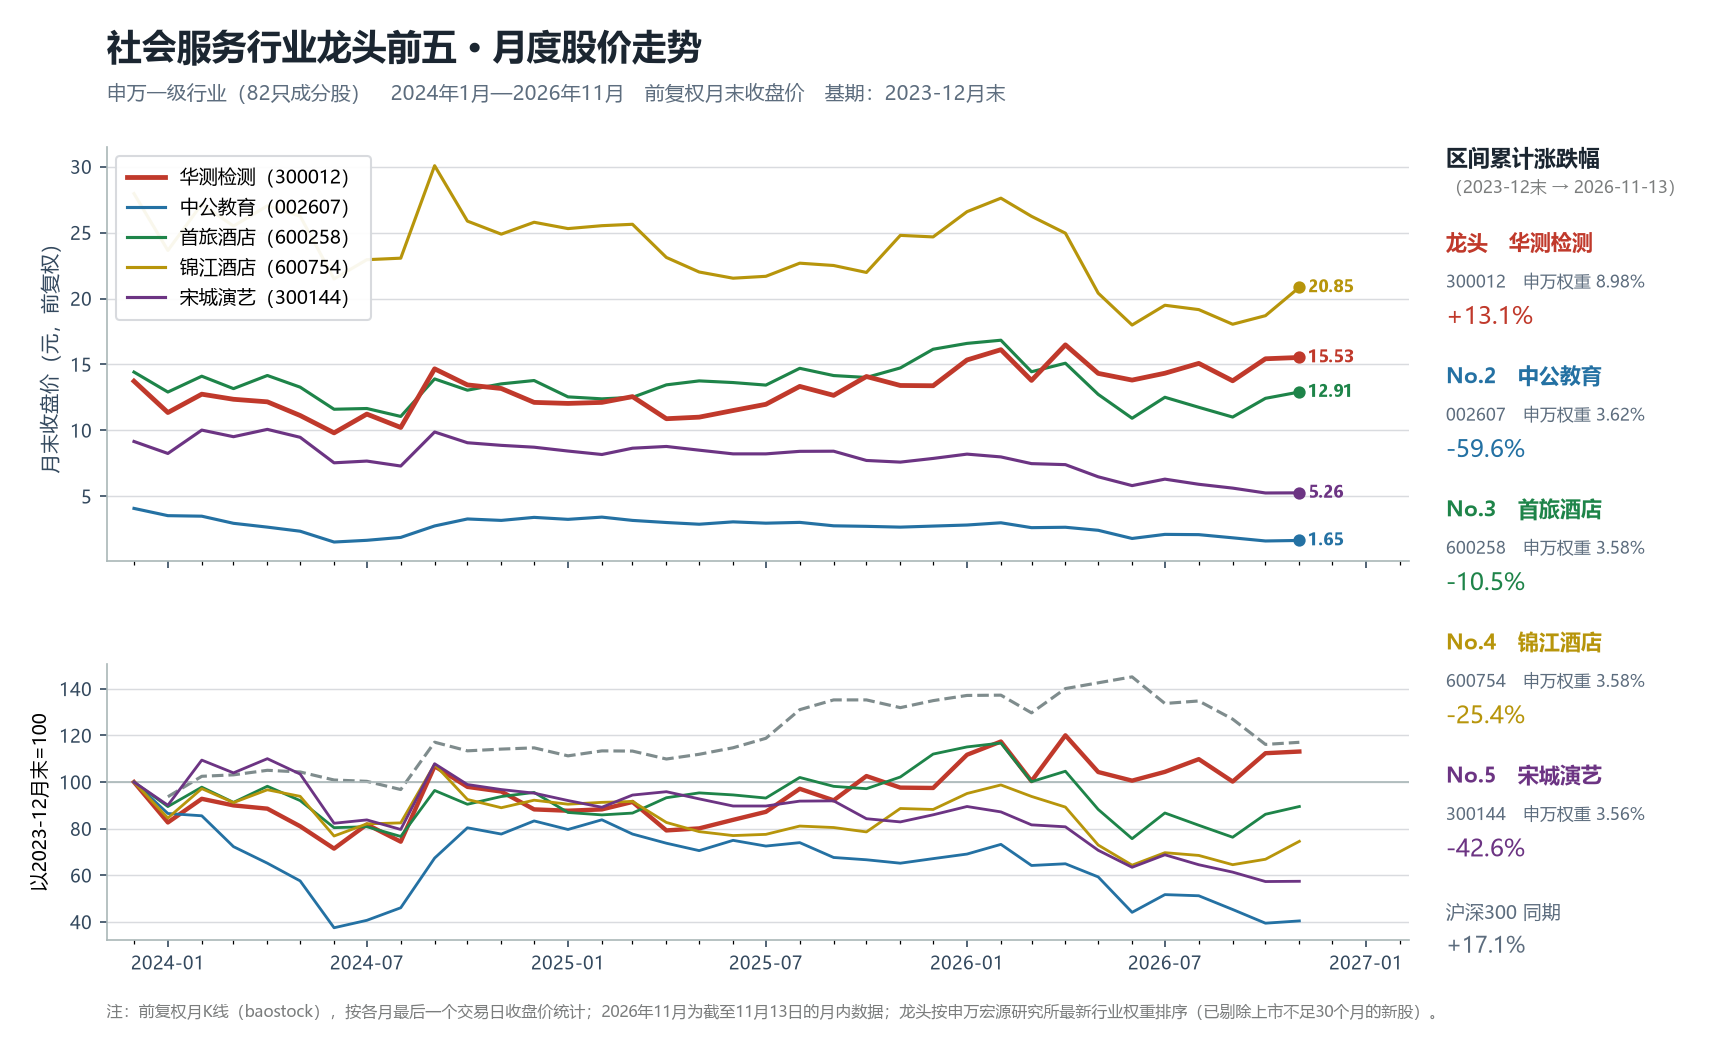 社会服务行业龙头前五·月度股价走势
申万一级行业（82只成分股） 2024年1月—2026年11月 前复权月末收盘价 基期：2023-12月末
月末收盘价（元，前复权）
30
25
20
15
10
5
华测检测（300012）
中公教育（002607）
首旅酒店（600258）
锦江酒店（600754）
宋城演艺（300144）
20.85
15.53
12.91
5.26
1.65
以2023-12月末=100
140
120
100
80
60
40
2024-01 2024-07 2025-01 2025-07 2026-01 2026-07 2027-01
区间累计涨跌幅
（2023-12末 → 2026-11-13）
龙头 华测检测
300012 申万权重 8.98%
+13.1%
No.2 中公教育
002607 申万权重 3.62%
-59.6%
No.3 首旅酒店
600258 申万权重 3.58%
-10.5%
No.4 锦江酒店
600754 申万权重 3.58%
-25.4%
No.5 宋城演艺
300144 申万权重 3.56%
-42.6%
沪深300 同期
+17.1%
注：前复权月K线（baostock），按各月最后一个交易日收盘价统计；2026年11月为截至11月13日的月内数据；龙头按申万宏源研究所最新行业权重排序（已剔除上市不足30个月的新股）。